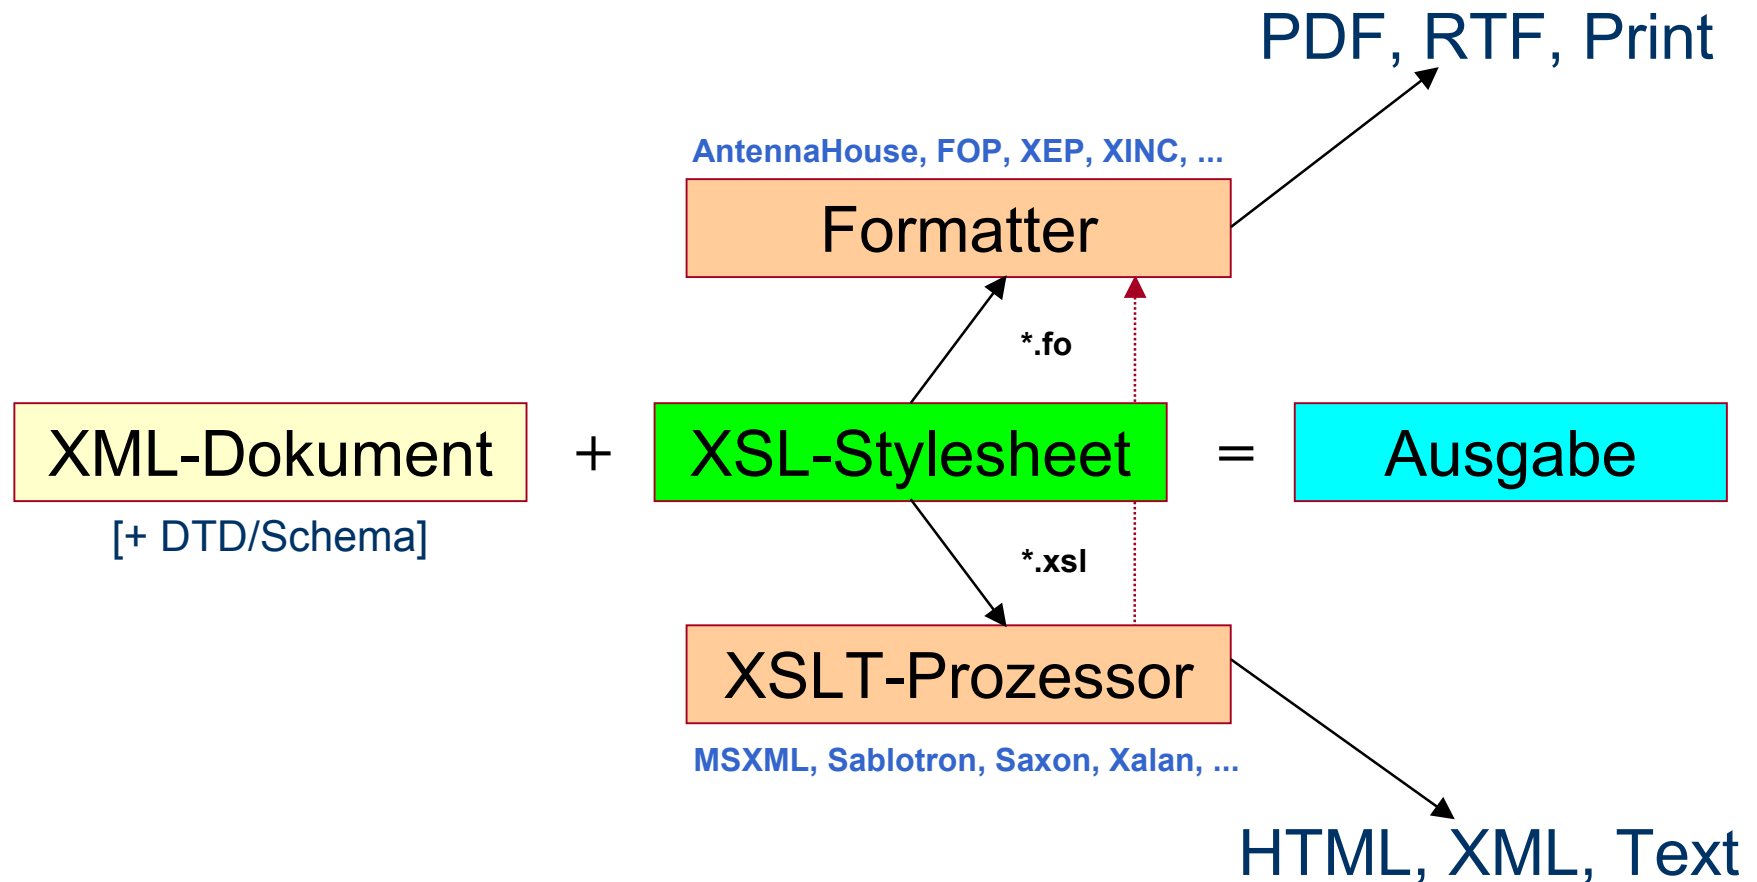 PDF, RTF, Print
AntennaHouse, FOP, XEP, XINC, ...
Formatter
*.fo
XML-Dokument + XSL-Stylesheet = Ausgabe
[+ DTD/Schema]
*.xsl
XSLT-Prozessor
MSXML, Sablotron, Saxon, Xalan, ...
HTML, XML, Text